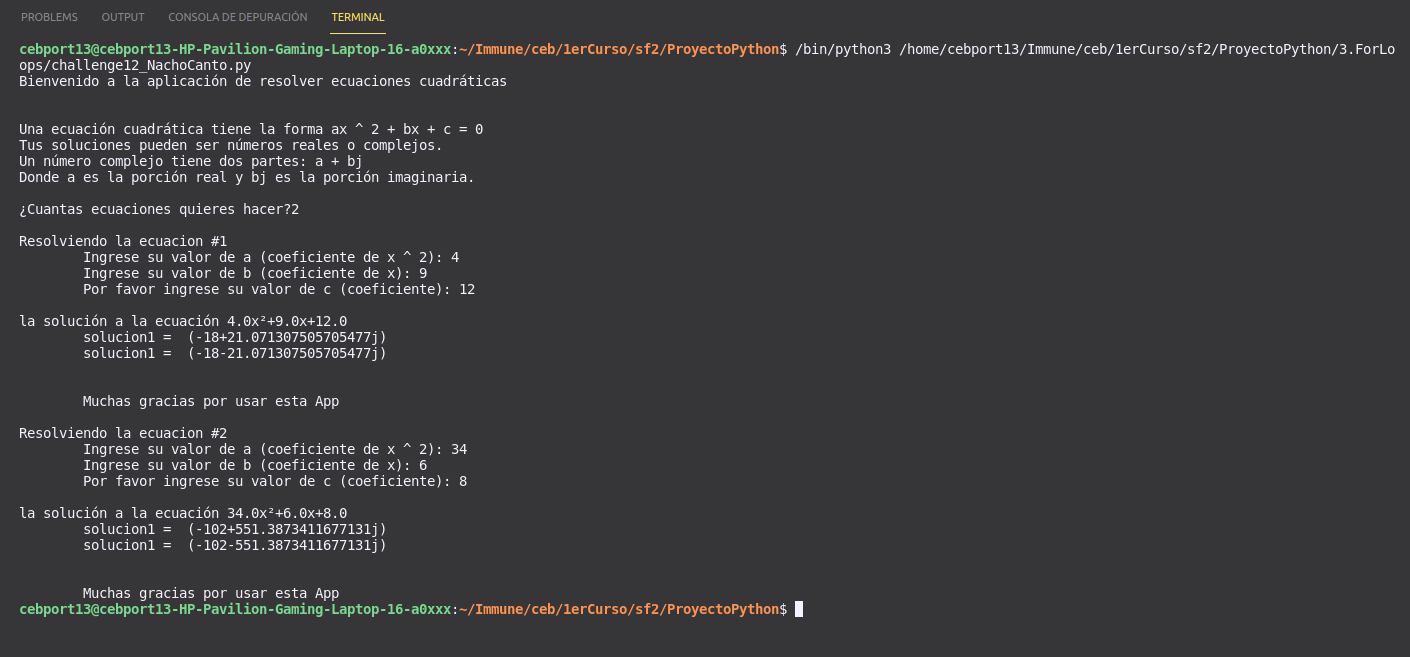 PROBLEMS OUTPUT CONSOLA DE DEPURACIÓN TERMINAL
cebport13@cebport13-HP-Pavilion-Gaming-Laptop-16-a0xxx:~/Immune/ceb/1erCurso/sf2/ProyectoPython$ /bin/python3 /home/cebport13/Immune/ceb/1erCurso/sf2/ProyectoPython/3.ForLo
ops/challenge12_NachoCanto.py
Bienvenido a la aplicación de resolver ecuaciones cuadráticas
Una ecuación cuadrática tiene la forma ax ^ 2 + bx + c = 0
Tus soluciones pueden ser números reales o complejos.
Un número complejo tiene dos partes: a + bj
Donde a es la porción real y bj es la porción imaginaria.
¿Cuantas ecuaciones quieres hacer?2
Resolviendo la ecuacion #1
Ingrese su valor de a (coeficiente de x ^ 2): 4
Ingrese su valor de b (coeficiente de x): 9
Por favor ingrese su valor de c (coeficiente): 12
la solución a la ecuación 4.0x²+9.0x+12.0
solucion1 =  (-18+21.071307505705477j)
solucion1 =  (-18-21.071307505705477j)
Muchas gracias por usar esta App
Resolviendo la ecuacion #2
Ingrese su valor de a (coeficiente de x ^ 2): 34
Ingrese su valor de b (coeficiente de x): 6
Por favor ingrese su valor de c (coeficiente): 8
la solución a la ecuación 34.0x²+6.0x+8.0
solucion1 =  (-102+551.3873411677131j)
solucion1 =  (-102-551.3873411677131j)
Muchas gracias por usar esta App
cebport13@cebport13-HP-Pavilion-Gaming-Laptop-16-a0xxx:~/Immune/ceb/1erCurso/sf2/ProyectoPython$